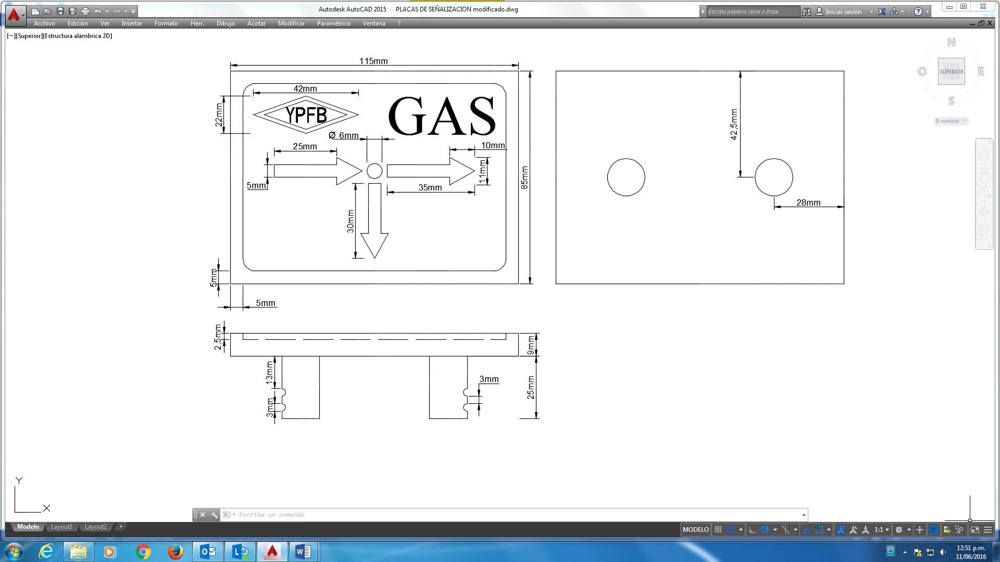 Autodesk AutoCAD 2015 PLACAS DE SEÑALIZACION modificado.dwg
Escriba palabra clave o frase
Iniciar sesión
Archivo Edición Ver Insertar Formato Herr. Dibujo Acotar Modificar Paramétrico Ventana ?
[−][Superior][Estructura alámbrica 2D]
N
O SUPERIOR E
S
S-nombre
115mm
42mm
22mm
YPFB
GAS
Ø 6mm
25mm
10mm
5mm
11mm
35mm
85mm
30mm
5mm
5mm
42,5mm
28mm
2,5mm
9mm
13mm
3mm
3mm
25mm
Y
X
Escriba un comando
Modelo Layout1 Layout2 +
MODELO 1:1
ES
12:51 p.m.
11/06/2016